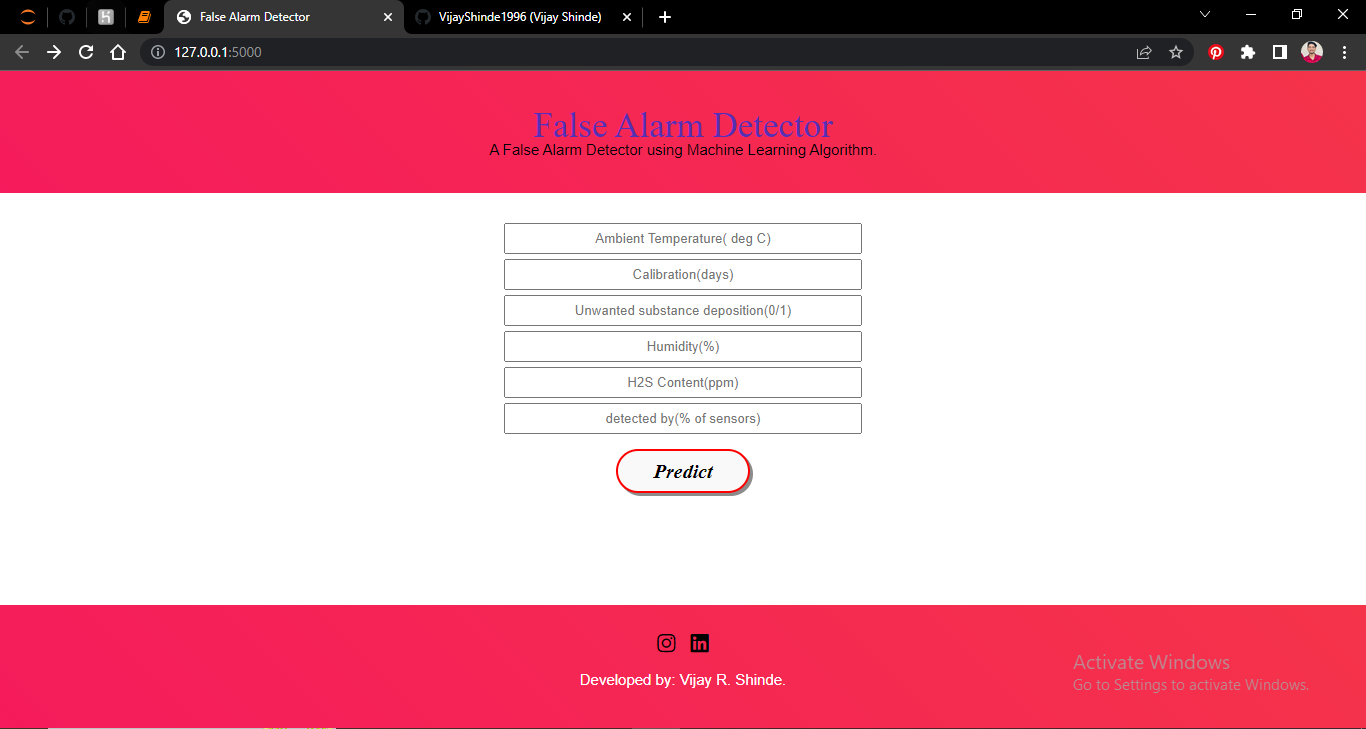 False Alarm Detector
VijayShinde1996 (Vijay Shinde)
127.0.0.1:5000
False Alarm Detector
A False Alarm Detector using Machine Learning Algorithm.
Ambient Temperature( deg C)
Calibration(days)
Unwanted substance deposition(0/1)
Humidity(%)
H2S Content(ppm)
detected by(% of sensors)
Predict
Developed by: Vijay R. Shinde.
Activate Windows
Go to Settings to activate Windows.